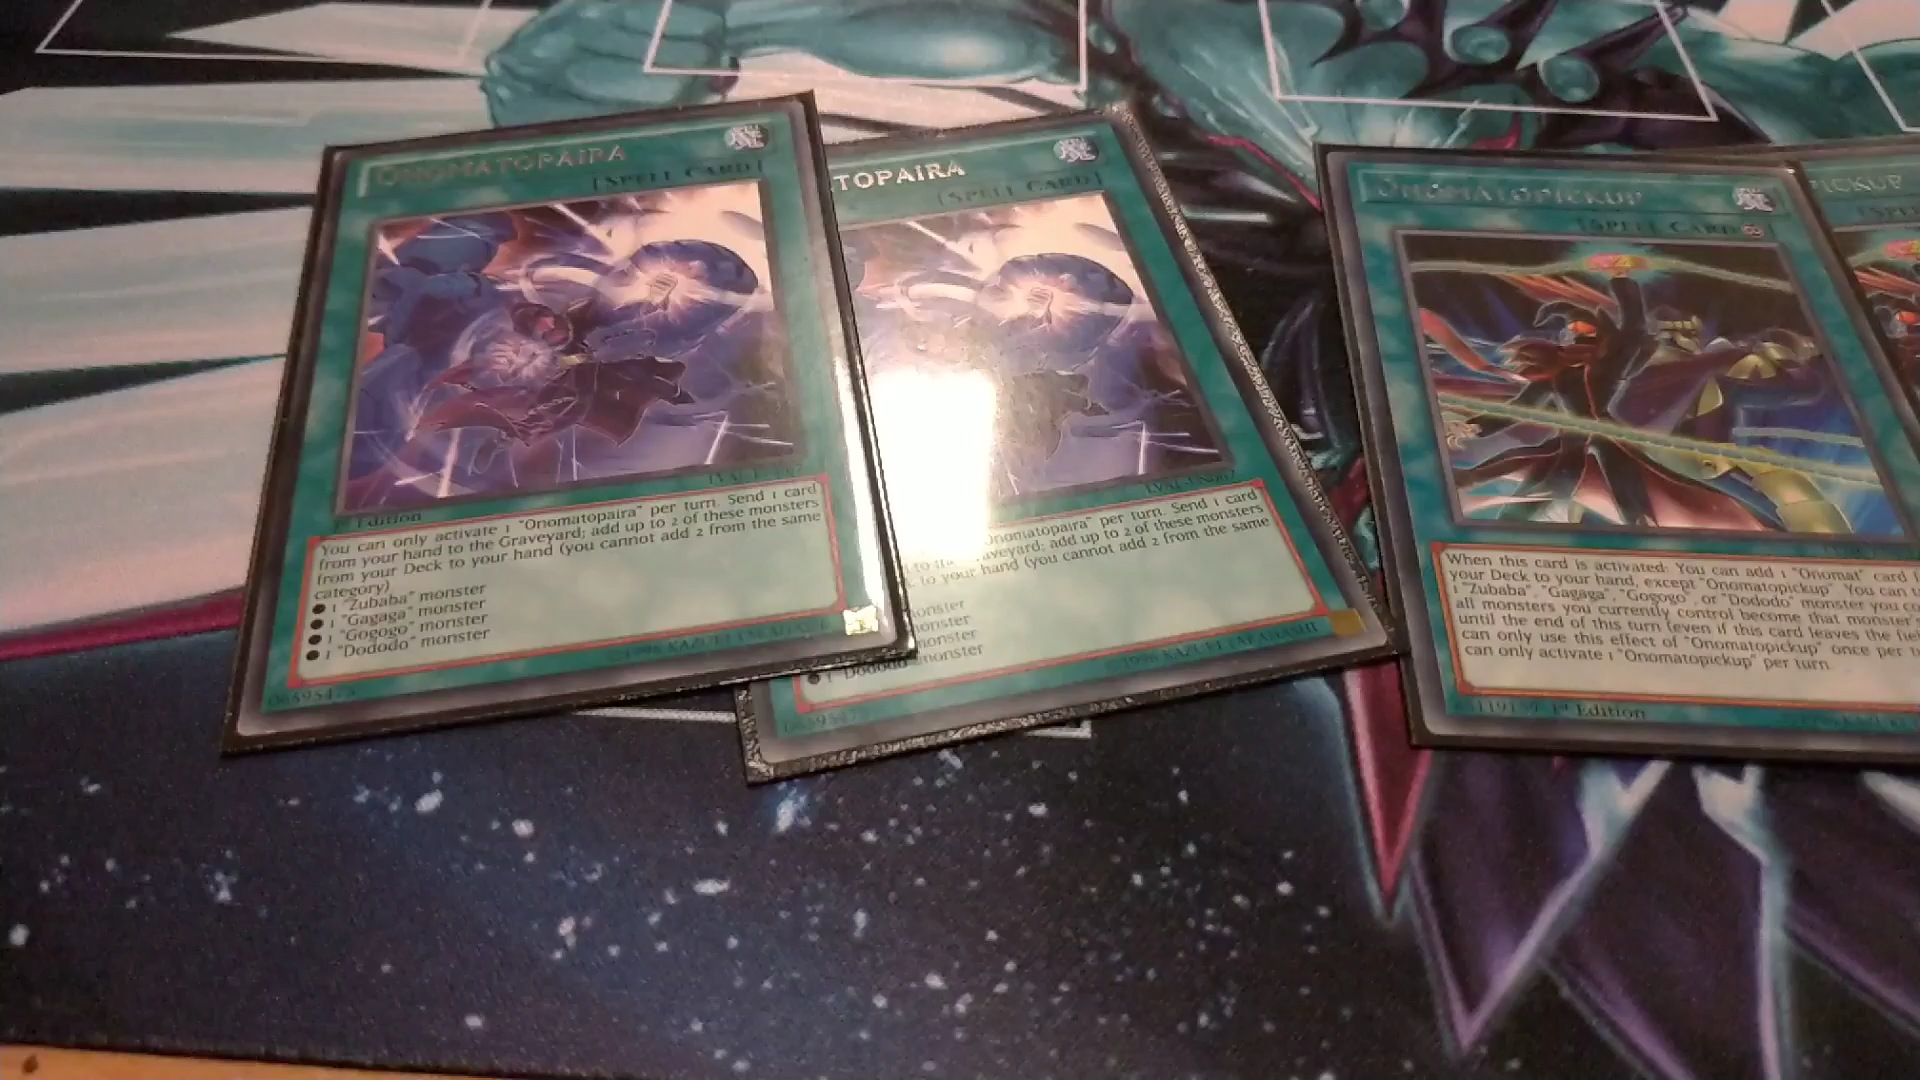 ONOMATOPAIRA
[SPELL CARD]
1st Edition
You can only activate 1 "Onomatopaira" per turn. Send 1 card
from your hand to the Graveyard; add up to 2 of these monsters
from your Deck to your hand (you cannot add 2 from the same
category)
● 1 "Zubaba" monster
● 1 "Gagaga" monster
● 1 "Gogogo" monster
● 1 "Dododo" monster
©1996 KAZUKI TAKAHASHI
TOPAIRA
[SPELL CARD]
Onomatopaira" per turn. Send 1 card
Graveyard; add up to 2 of these monsters
to your hand (you cannot add 2 from the same
monster
monster
monster
● 1 "Dododo" monster
©1996 KAZUKI TAKAHASHI
ONOMATOPICKUP
[SPELL CARD
When this card is activated: You can add 1 "Onomat" card
your Deck to your hand, except "Onomatopickup" You can
1 "Zubaba", "Gagaga", "Gogogo", or "Dododo" monster you
all monsters you currently control become that monster's
until the end of this turn (even if this card leaves the
can only use this effect of "Onomatopickup" once per
can only activate 1 "Onomatopickup" per turn.
1st Edition
PICKUP